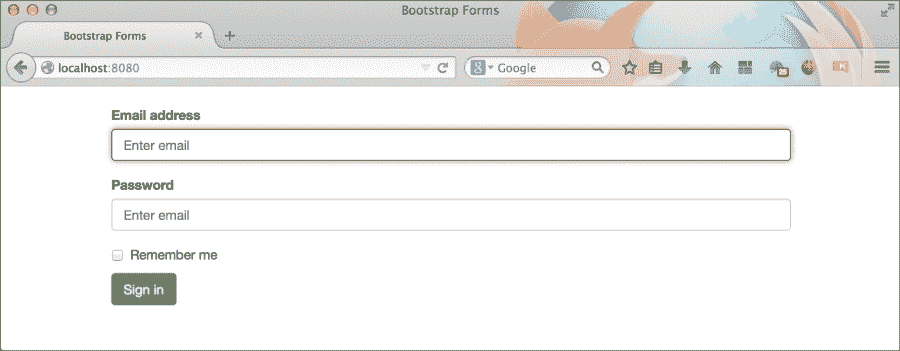 Bootstrap Forms
Bootstrap Forms
localhost:8080
Google
Email address
Enter email
Password
Enter email
Remember me
Sign in